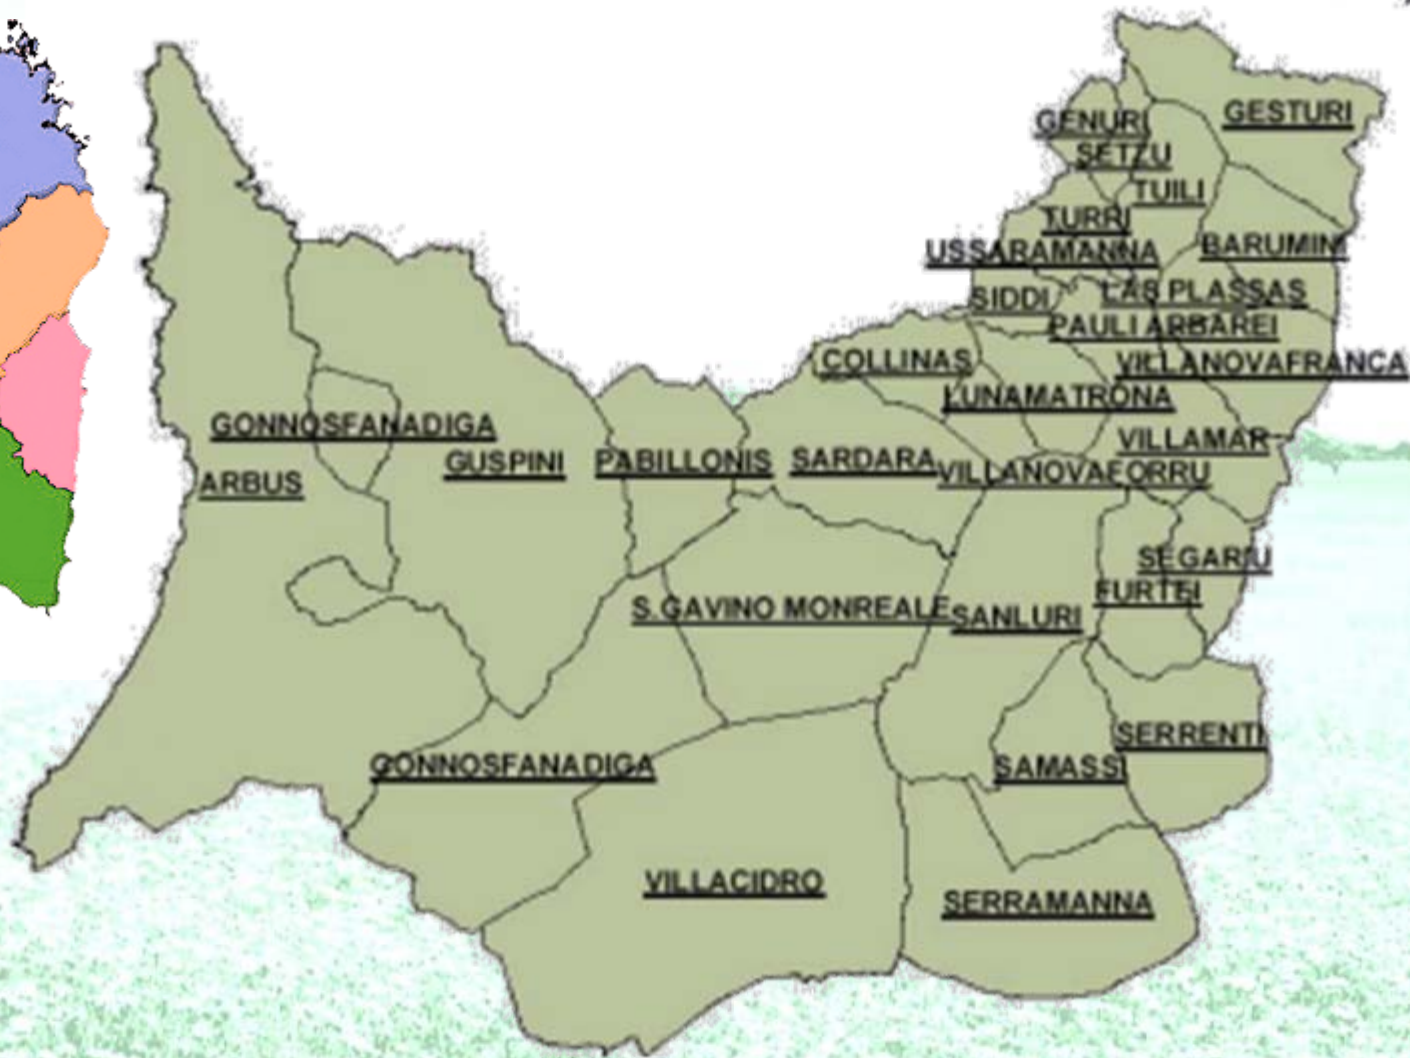 GESTURI
GENURI
SETZU
TUILI
TURRI
BARUMINI
USSARAMANNA
SIDDI
LAS PLASSAS
PAULI ARBAREI
COLLINAS
VILLANOVAFRANCA
LUNAMATRONA
GONNOSFANADIGA
VILLAMAR
GUSPINI
PABILLONIS
SARDARA
VILLANOVAFORRU
ARBUS
SEGARIU
FURTEI
S.GAVINO MONREALE
SANLURI
SERRENTI
GONNOSFANADIGA
SAMASSI
VILLACIDRO
SERRAMANNA